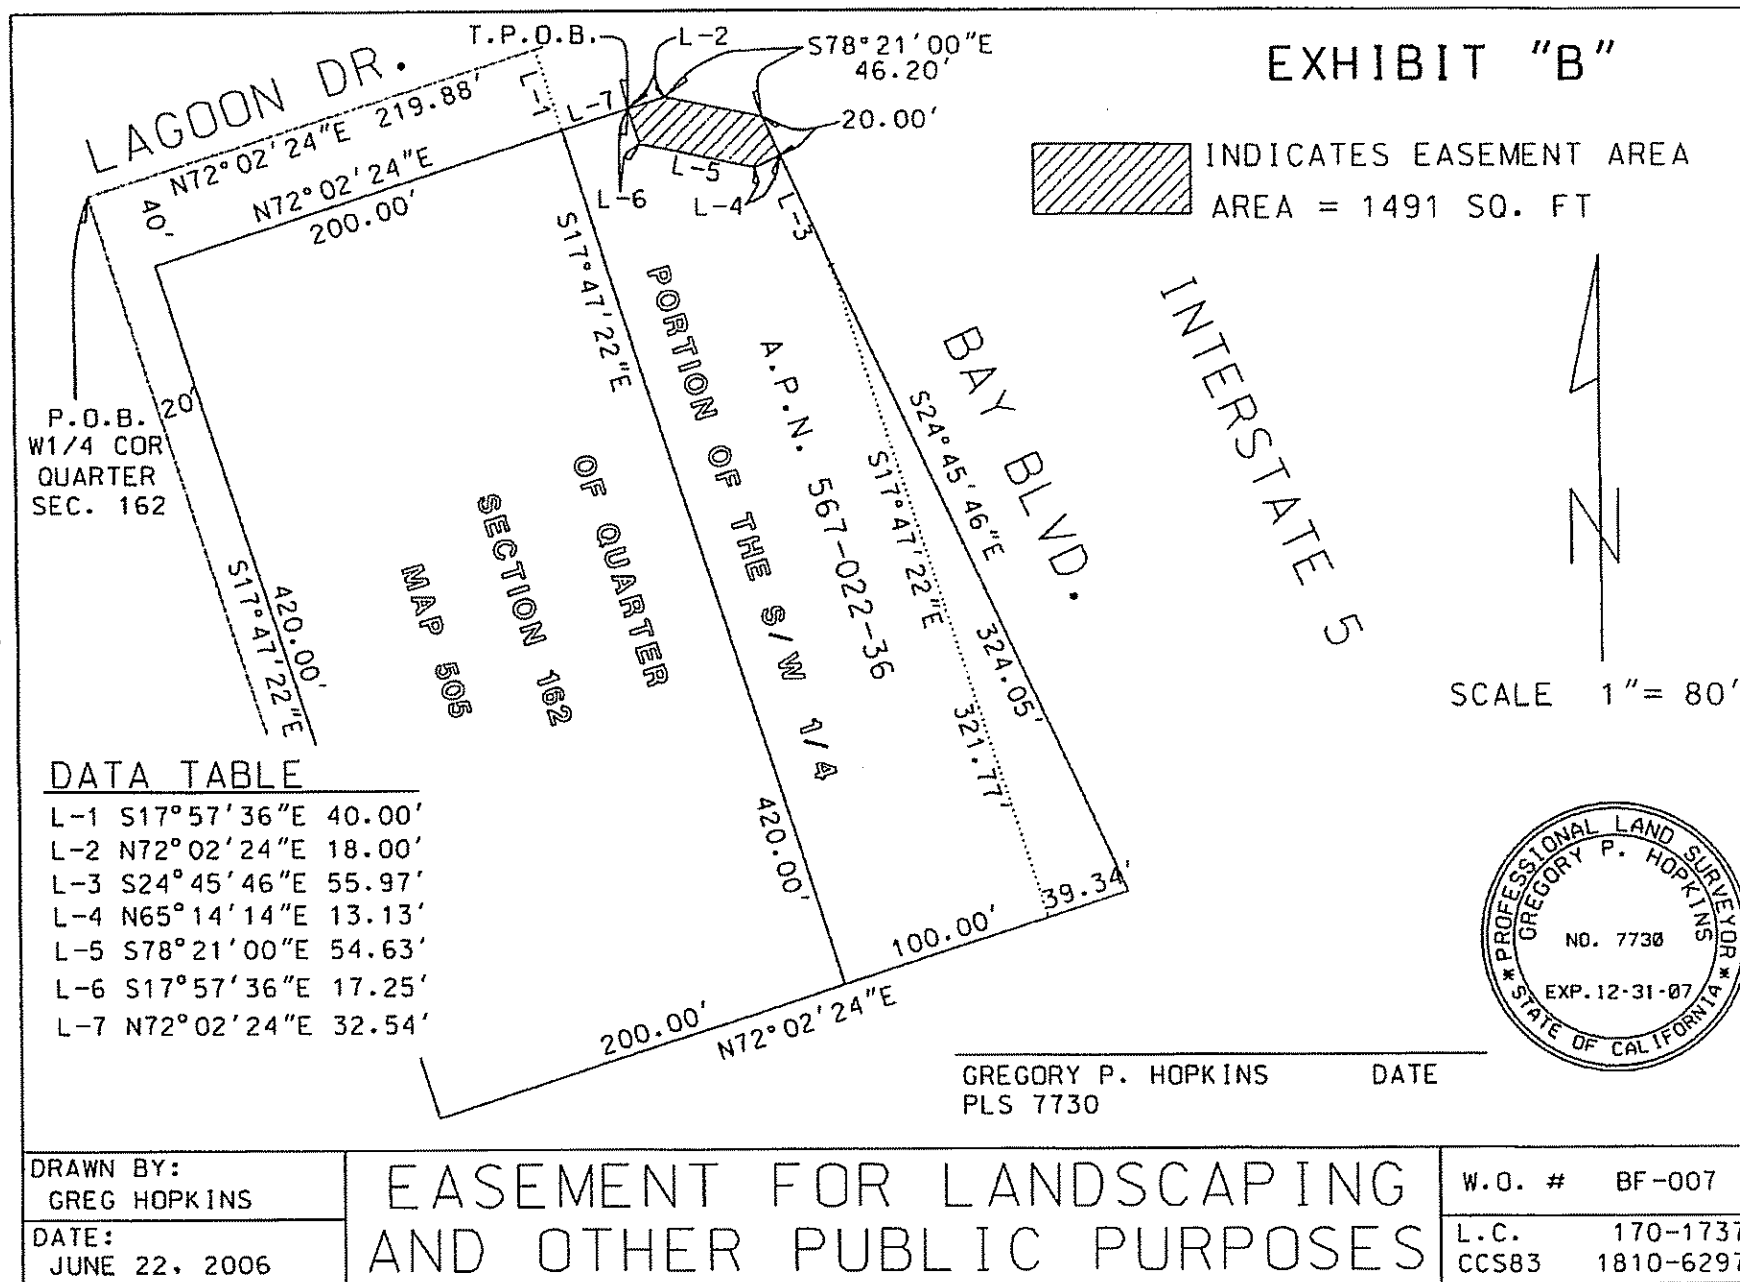 EXHIBIT "B"
LAGOON DR.
T.P.O.B.
L-2
S78°21'00"E
46.20'
L-1
L-7
20.00'
N72°02'24"E 219.88'
N72°02'24"E
200.00'
40'
L-6
L-5
L-4
L-3
INDICATES EASEMENT AREA
AREA = 1491 SQ. FT
P.O.B.
W1/4 COR
QUARTER
SEC. 162
20'
S17°47'22"E
420.00'
S17°47'22"E
420.00'
PORTION OF THE S/W 1/4
OF QUARTER
SECTION 162
MAP 505
A.P.N. 567-022-36
S17°47'22"E
321.77'
S24°45'46"E
324.05'
BAY BLVD.
INTERSTATE 5
N
SCALE 1"= 80'
39.34'
100.00'
200.00'
N72°02'24"E
DATA TABLE
L-1 S17°57'36"E 40.00'
L-2 N72°02'24"E 18.00'
L-3 S24°45'46"E 55.97'
L-4 N65°14'14"E 13.13'
L-5 S78°21'00"E 54.63'
L-6 S17°57'36"E 17.25'
L-7 N72°02'24"E 32.54'
PROFESSIONAL LAND SURVEYOR
GREGORY P. HOPKINS
NO. 7730
EXP.12-31-07
* STATE OF CALIFORNIA *
GREGORY P. HOPKINS DATE
PLS 7730
DRAWN BY:
GREG HOPKINS
DATE:
JUNE 22, 2006
EASEMENT FOR LANDSCAPING
AND OTHER PUBLIC PURPOSES
W.O. # BF-007
L.C. 170-1737
CCS83 1810-6297